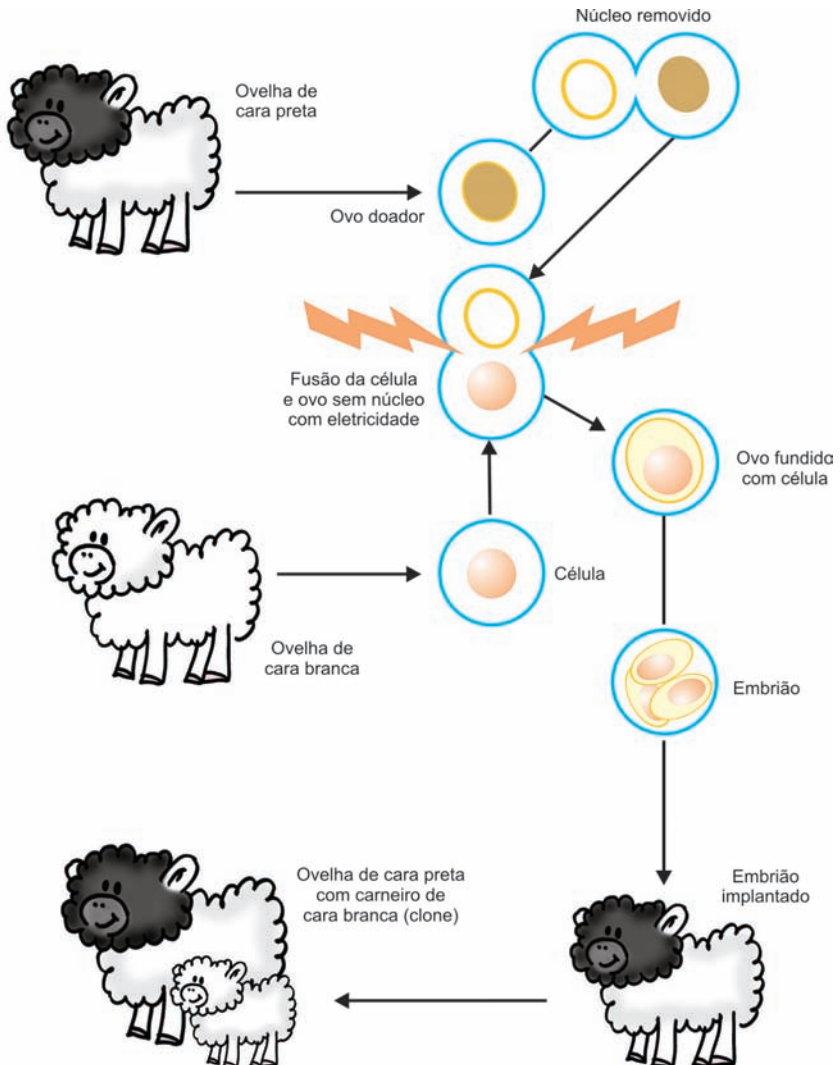 Núcleo removido
Ovelha de
cara preta
Ovo doador
Fusão da célula
e ovo sem núcleo
com eletricidade
Ovo fundido
com célula
Célula
Ovelha de
cara branca
Embrião
Ovelha de cara preta
com carneiro de
cara branca (clone)
Embrião
implantado